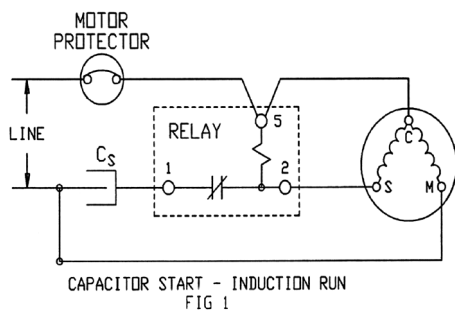 MOTOR
PROTECTOR
5
RELAY
LINE
C
Cs
1
2
S
M
CAPACITOR START - INDUCTION RUN
FIG 1